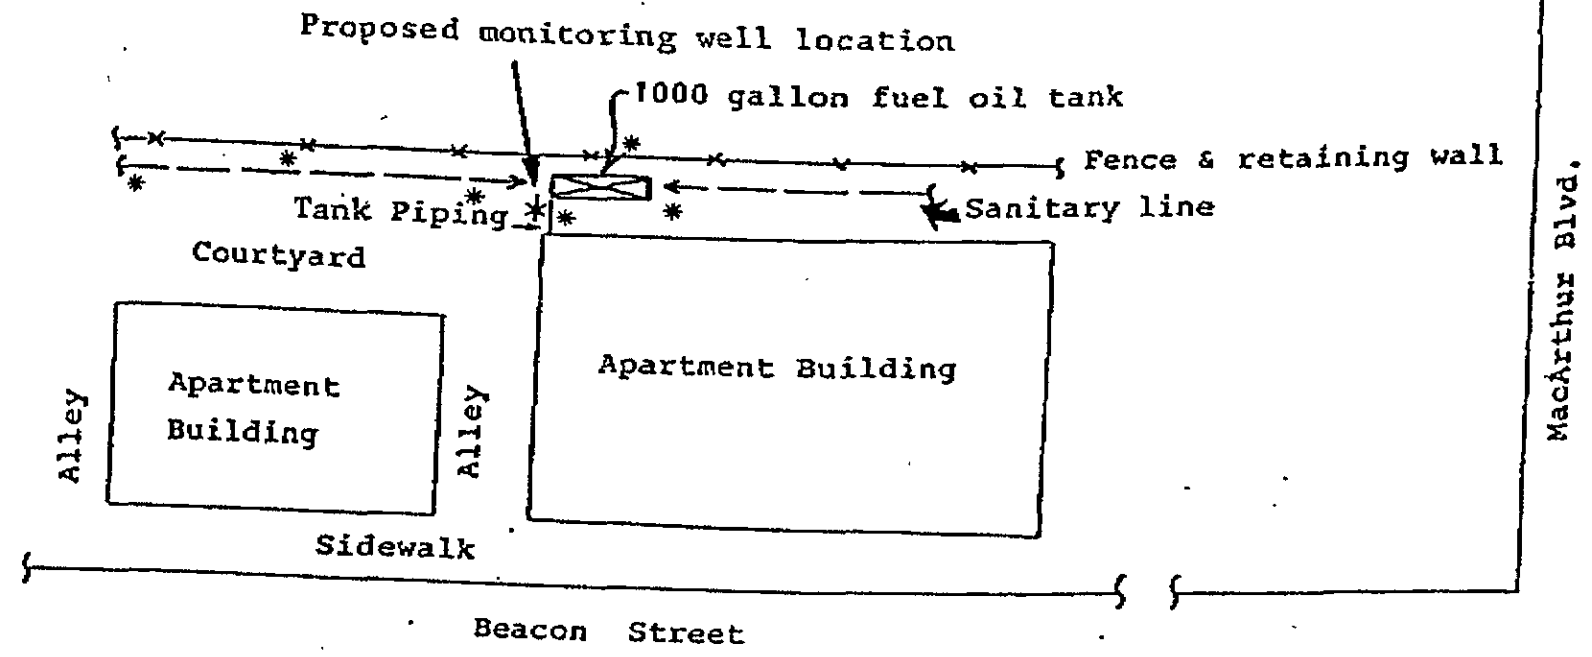 Proposed monitoring well location
1000 gallon fuel oil tank
Fence & retaining wall
Tank Piping
Sanitary line
Courtyard
Apartment Building
Apartment
Building
Alley
Alley
MacArthur Blvd.
Sidewalk
Beacon Street